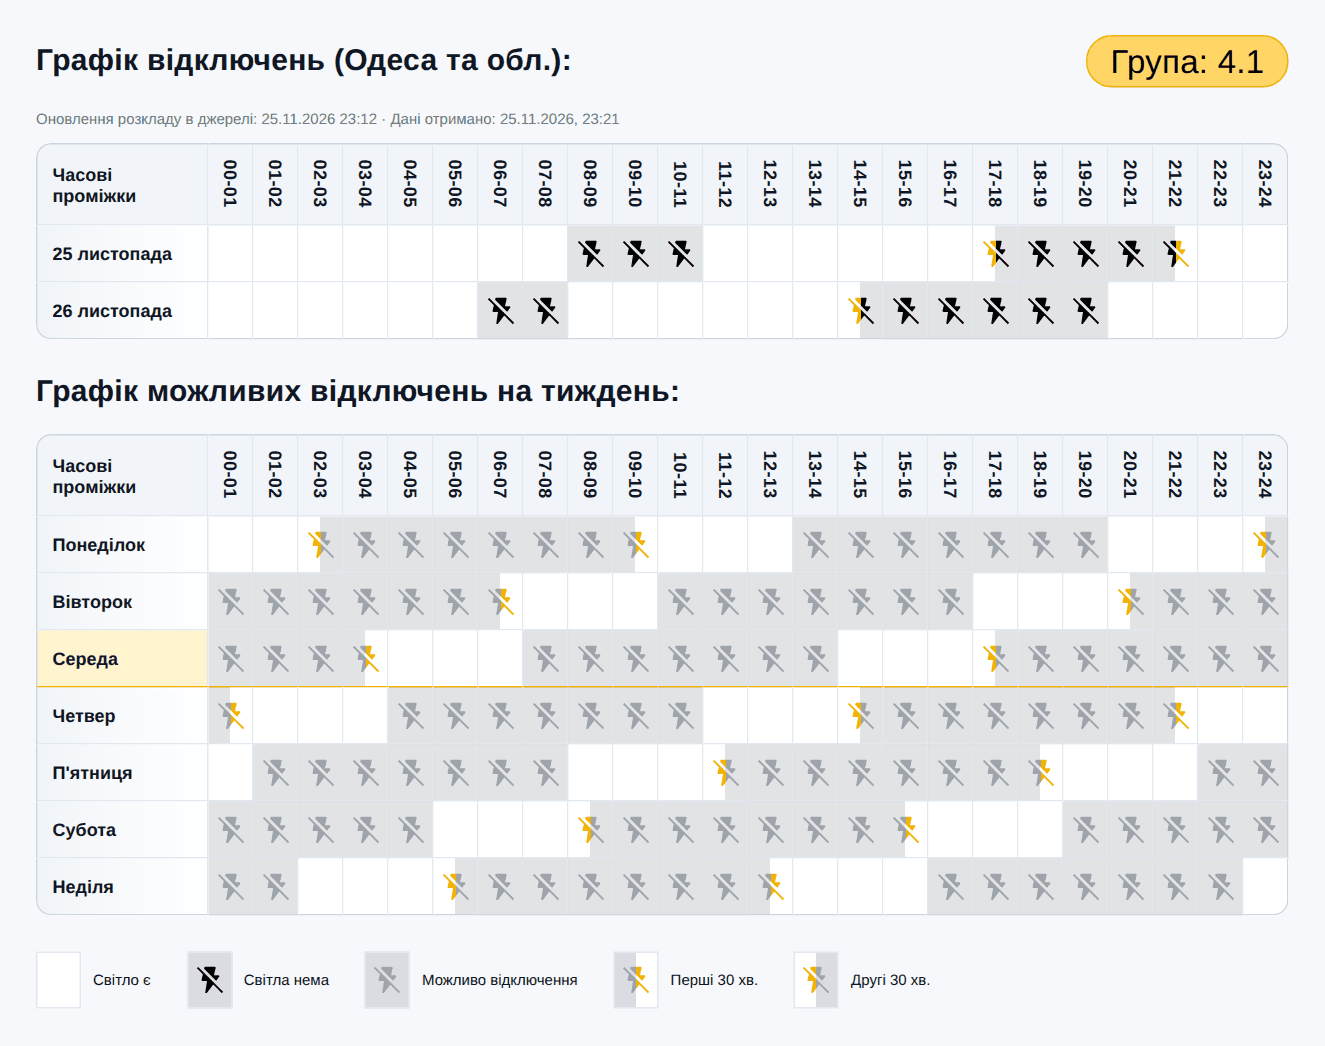 Графік відключень (Одеса та обл.):
Група: 4.1
Оновлення розкладу в джерелі: 25.11.2026 23:12 · Дані отримано: 25.11.2026, 23:21
Часові проміжки 00-01 01-02 02-03 03-04 04-05 05-06 06-07 07-08 08-09 09-10 10-11 11-12 12-13 13-14 14-15 15-16 16-17 17-18 18-19 19-20 20-21 21-22 22-23 23-24
25 листопада
26 листопада
Графік можливих відключень на тиждень:
Часові проміжки 00-01 01-02 02-03 03-04 04-05 05-06 06-07 07-08 08-09 09-10 10-11 11-12 12-13 13-14 14-15 15-16 16-17 17-18 18-19 19-20 20-21 21-22 22-23 23-24
Понеділок
Вівторок
Середа
Четвер
П'ятниця
Субота
Неділя
Світло є Світла нема Можливо відключення Перші 30 хв. Другі 30 хв.